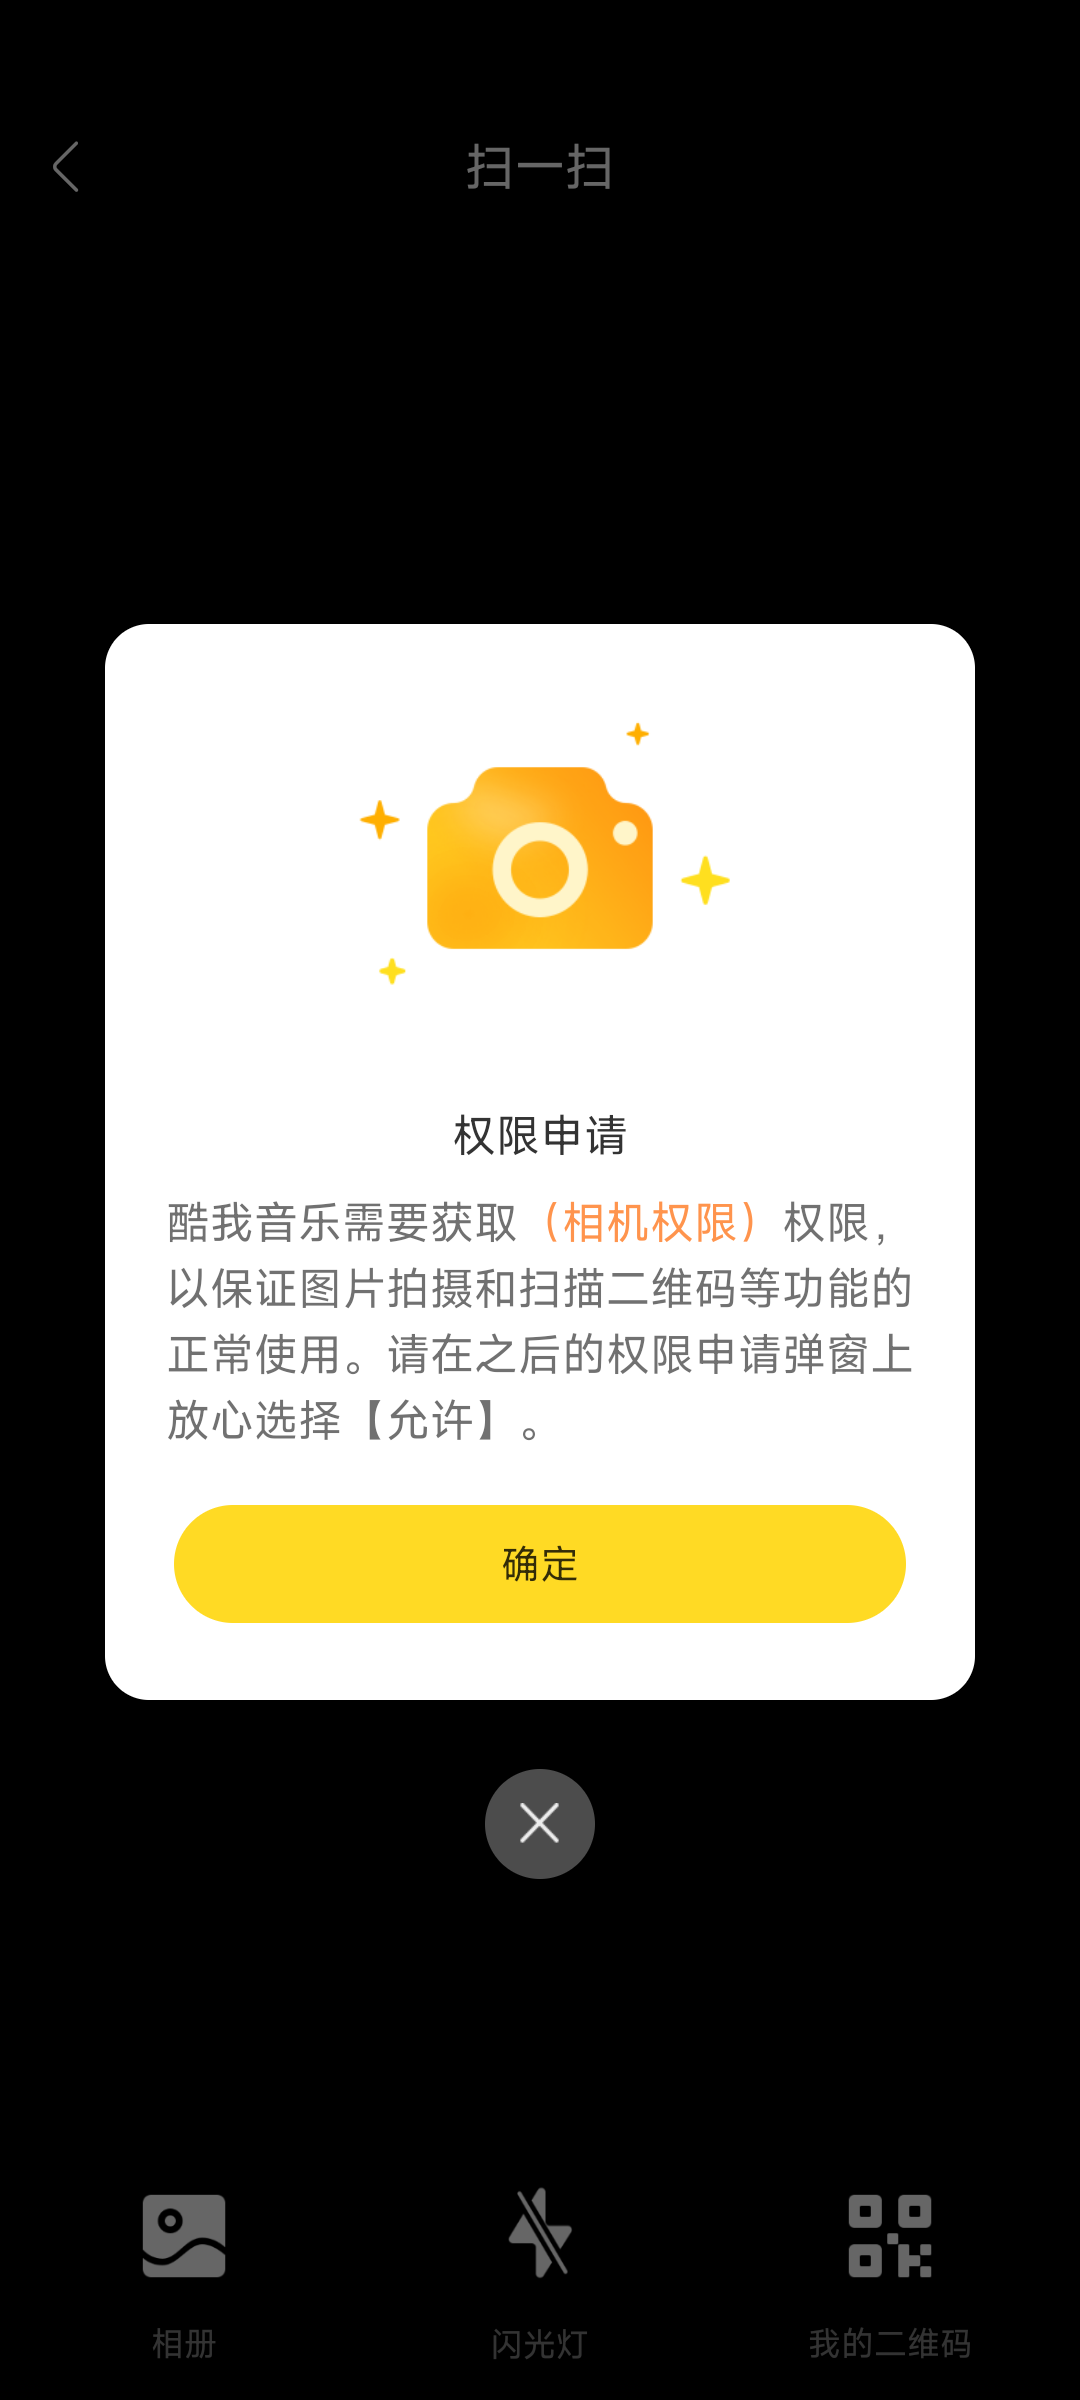 扫一扫
权限申请
酷我音乐需要获取（相机权限）权限，
以保证图片拍摄和扫描二维码等功能的
正常使用。请在之后的权限申请弹窗上
放心选择【允许】。
确定
相册
闪光灯
我的二维码